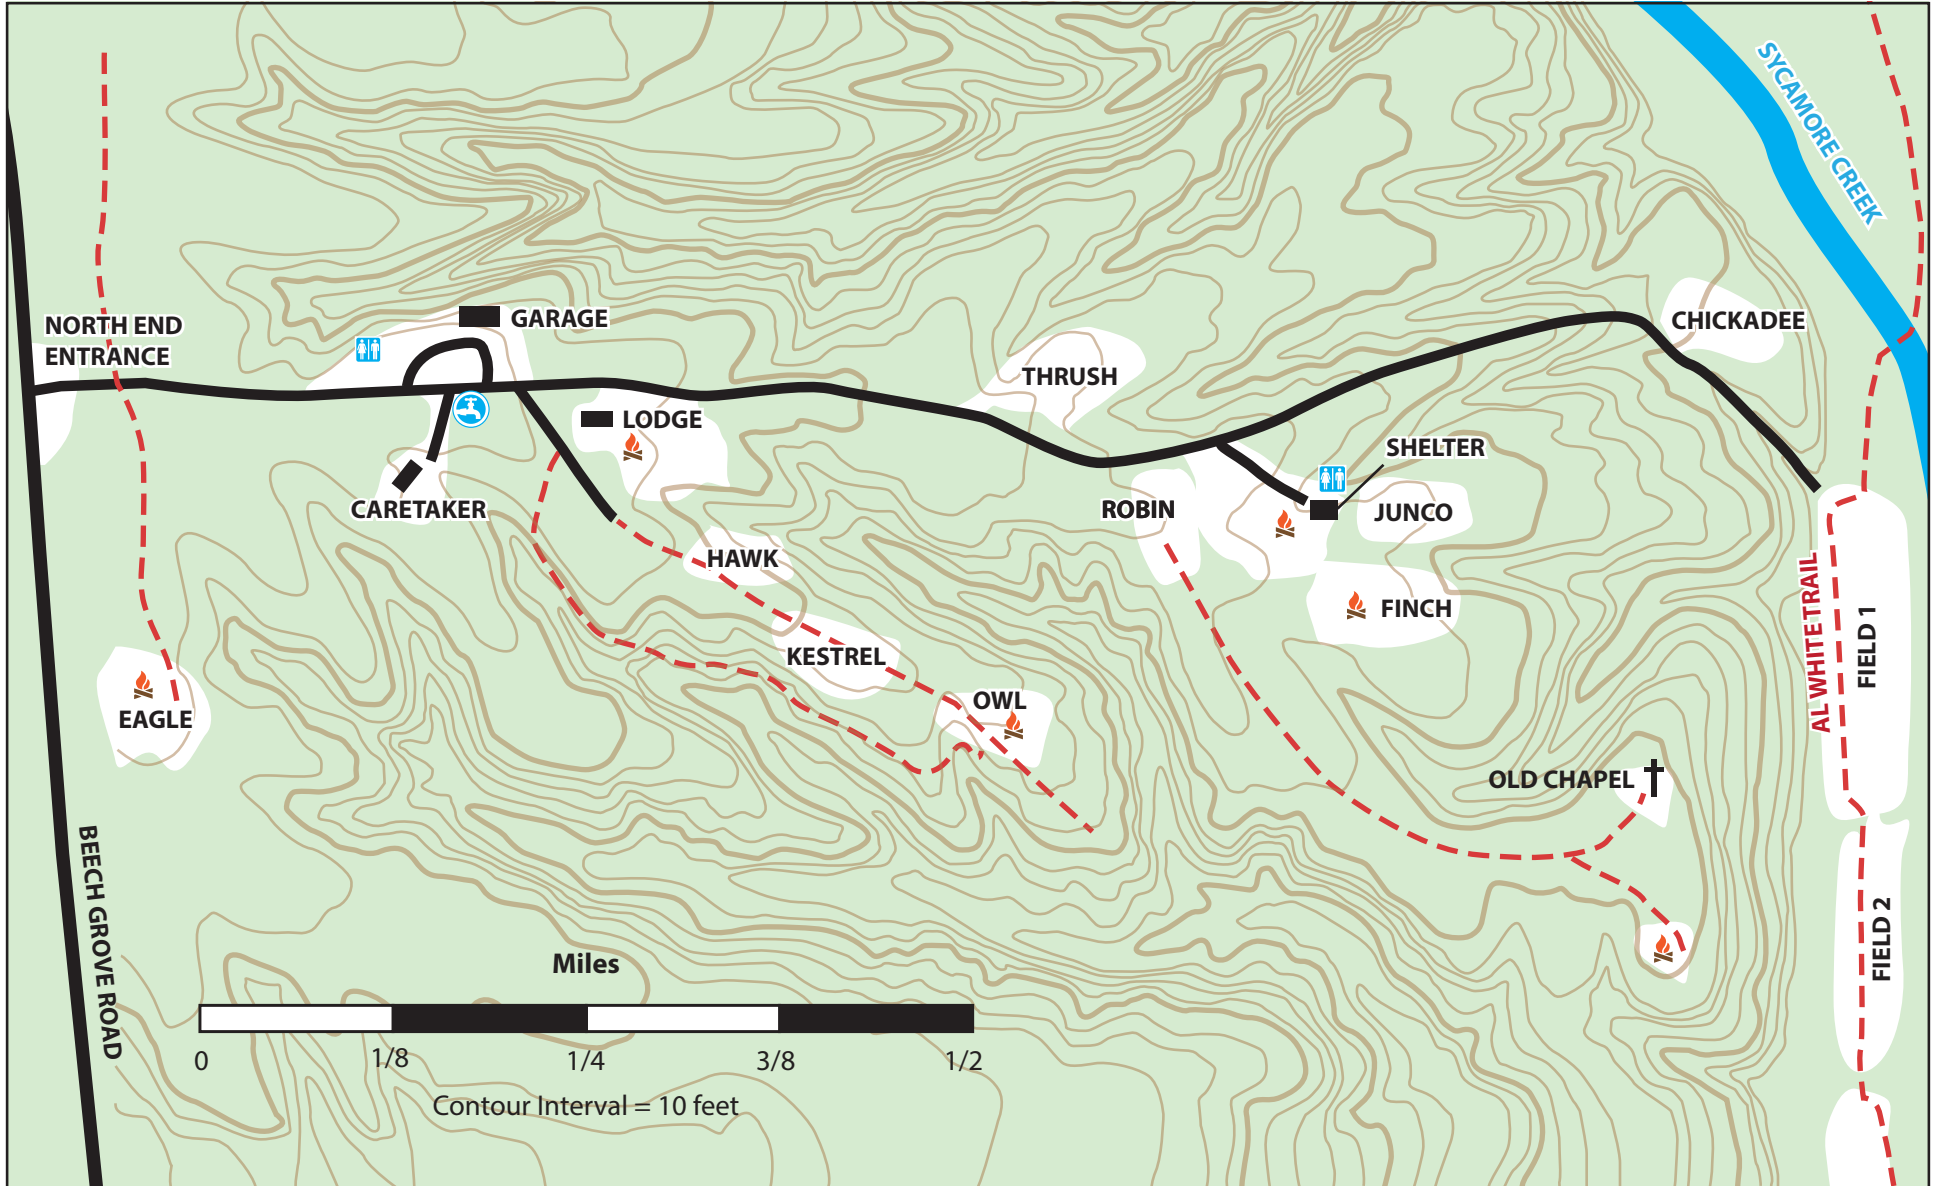 SYCAMORE CREEK
NORTH END
ENTRANCE
GARAGE
CHICKADEE
THRUSH
LODGE
SHELTER
CARETAKER
ROBIN
JUNCO
HAWK
FINCH
KESTREL
AL WHITE TRAIL
FIELD 1
OWL
EAGLE
OLD CHAPEL
BEECH GROVE ROAD
FIELD 2
Miles
0 1/8 1/4 3/8 1/2
Contour Interval = 10 feet